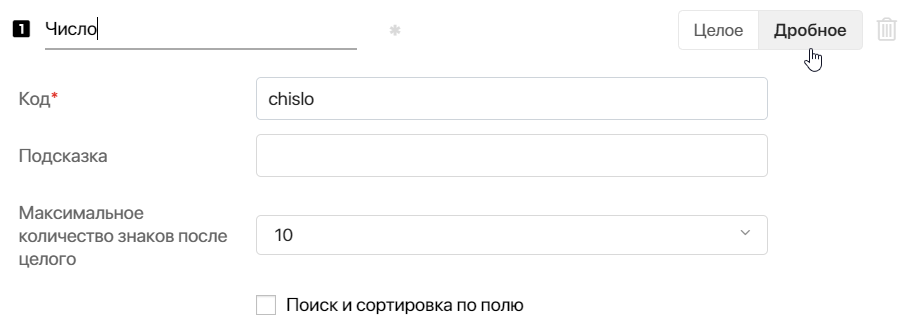 1 Число * Целое Дробное
Код* chislo
Подсказка
Максимальное
количество знаков после
целого
10
Поиск и сортировка по полю